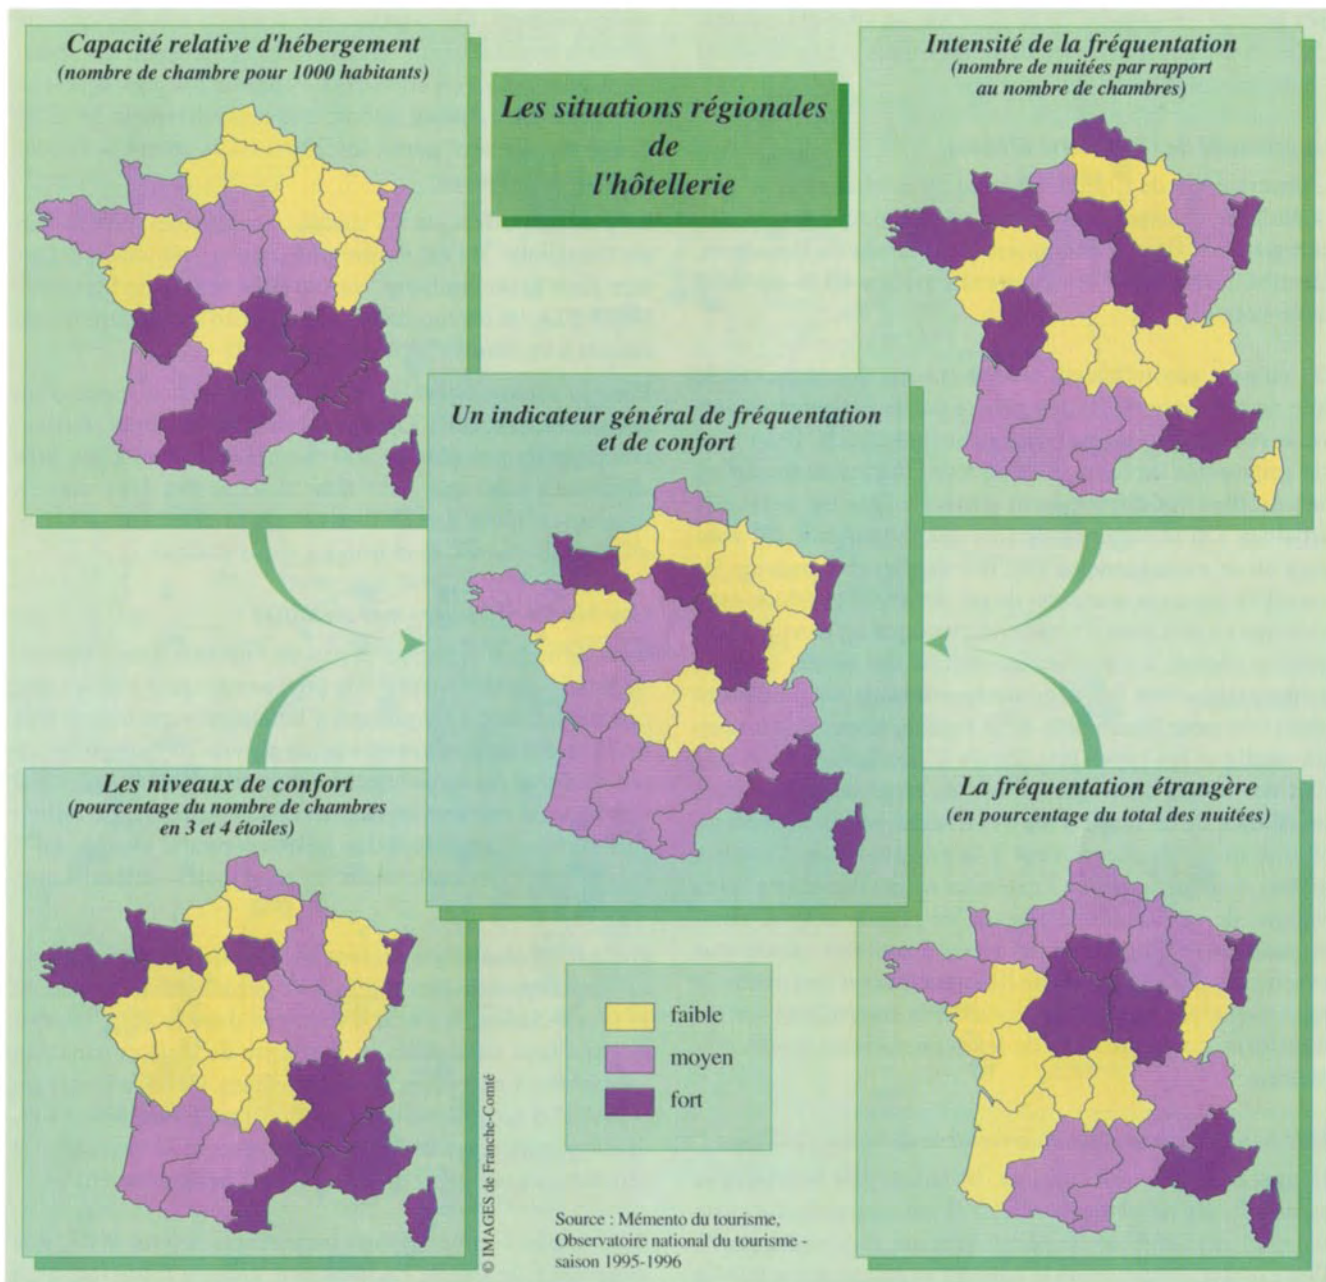 Capacité relative d'hébergement
(nombre de chambre pour 1000 habitants)
Intensité de la fréquentation
(nombre de nuitées par rapport
au nombre de chambres)
Les situations régionales
de
l'hôtellerie
Un indicateur général de fréquentation
et de confort
Les niveaux de confort
(pourcentage du nombre de chambres
en 3 et 4 étoiles)
La fréquentation étrangère
(en pourcentage du total des nuitées)
faible
moyen
fort
© IMAGES de Franche-Comté
Source : Mémento du tourisme,
Observatoire national du tourisme -
saison 1995-1996